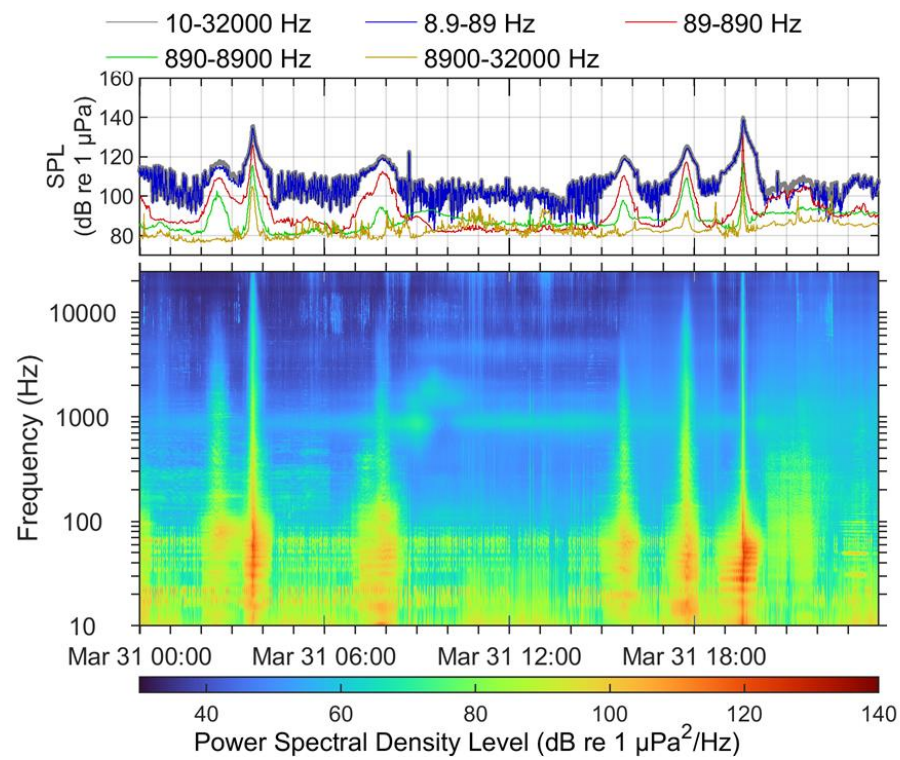 10-32000 Hz 8.9-89 Hz 89-890 Hz
890-8900 Hz 8900-32000 Hz
160
140
120
100
80
SPL
(dB re 1 µPa)
10000
1000
100
10
Frequency (Hz)
Mar 31 00:00 Mar 31 06:00 Mar 31 12:00 Mar 31 18:00
40 60 80 100 120 140
Power Spectral Density Level (dB re 1 µPa²/Hz)